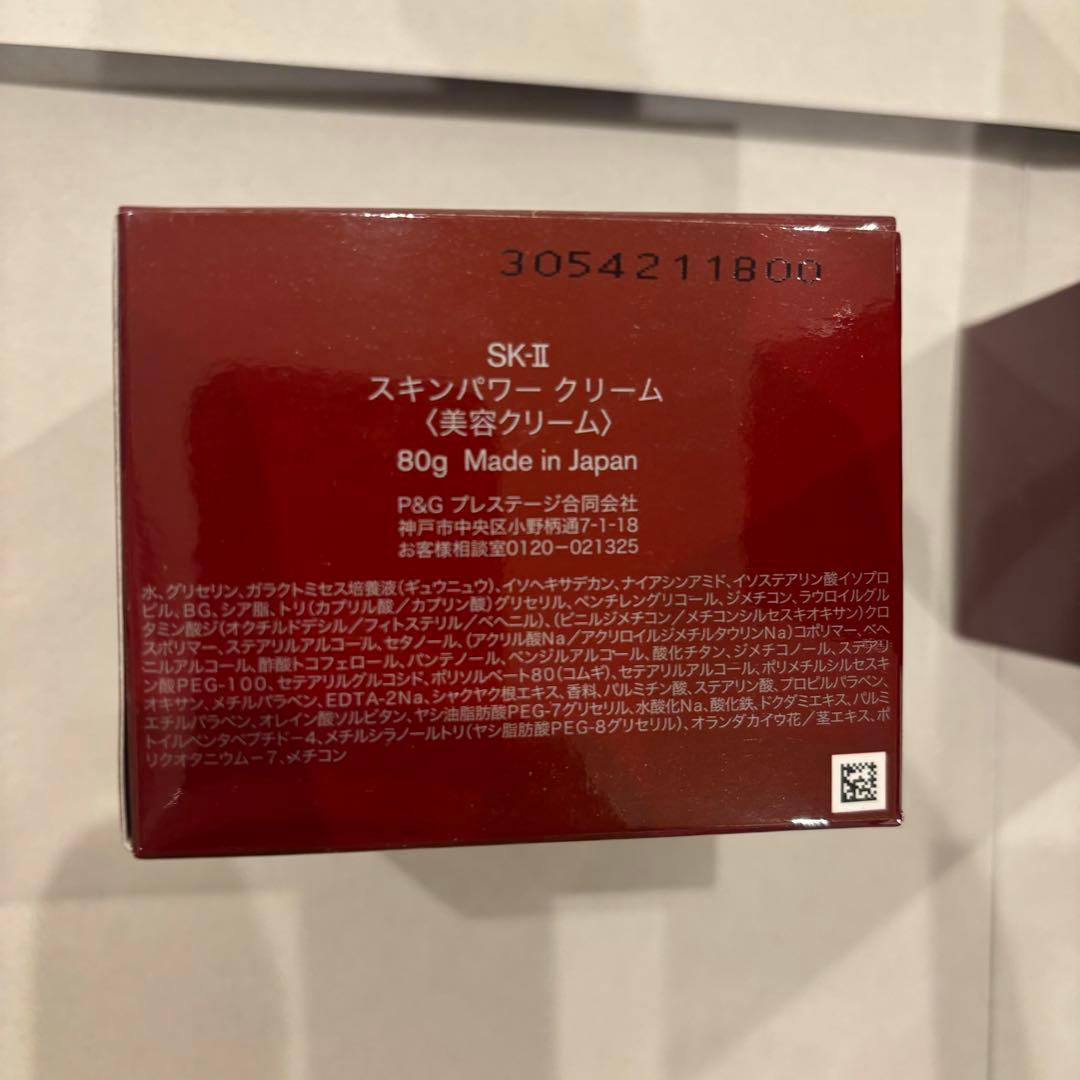 3054211800
SK-II
スキンパワー クリーム
〈美容クリーム〉
80g Made in Japan
P&G プレステージ合同会社
神戸市中央区小野柄通7-1-18
お客様相談室0120-021325
水、グリセリン、ガラクトミセス培養液(ギュウニュウ)、イソヘキサデカン、ナイアシンアミド、イソステアリン酸イソプロ
ピル、BG、シア脂、トリ(カプリル酸/カプリン酸)グリセリル、ペンチレングリコール、ジメチコン、ラウロイルグル
タミン酸ジ(オクチルドデシル/フィトステリル/ベヘニル)、(ビニルジメチコン/メチコンシルセスキオキサン)クロ
スポリマー、ステアリルアルコール、セタノール、(アクリル酸Na/アクリロイルジメチルタウリンNa)コポリマー、ベヘ
ニルアルコール、酢酸トコフェロール、パンテノール、ベンジルアルコール、酸化チタン、ジメチコノール、ステアリ
ン酸PEG-100、セテアリルグルコシド、ポリソルベート80(コムギ)、セテアリルアルコール、ポリメチルシルセスキ
オキサン、メチルパラベン、EDTA-2Na、シャクヤク根エキス、香料、パルミチン酸、ステアリン酸、プロピルパラベン、
エチルパラベン、オレイン酸ソルビタン、ヤシ油脂肪酸PEG-7グリセリル、水酸化Na、酸化鉄、ドクダミエキス、パルミ
トイルペンタペプチド-4、メチルシラノールトリ(ヤシ脂肪酸PEG-8グリセリル)、オランダカイウ花/茎エキス、ポ
リクオタニウム-7、メチコン